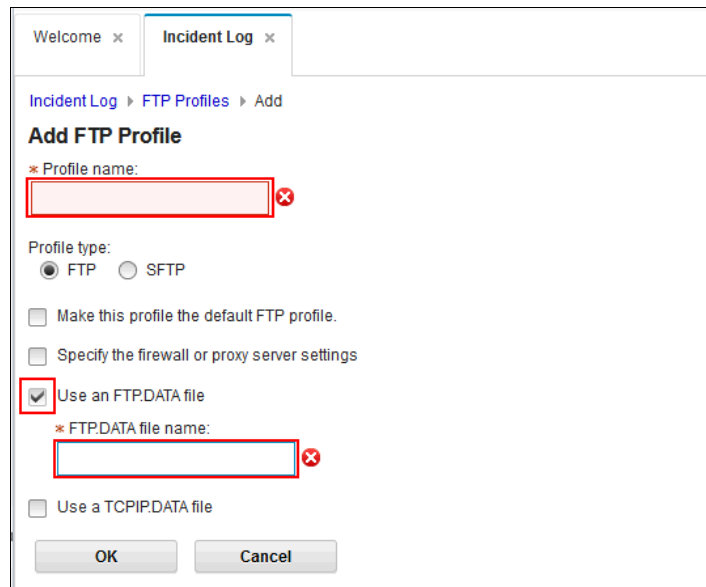 Welcome × Incident Log ×
Incident Log ▸ FTP Profiles ▸ Add
Add FTP Profile
* Profile name:
Profile type:
FTP SFTP
Make this profile the default FTP profile.
Specify the firewall or proxy server settings
Use an FTP.DATA file
* FTP.DATA file name:
Use a TCPIP.DATA file
OK Cancel